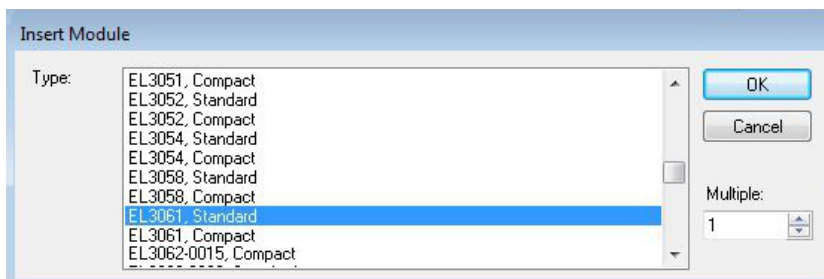 Insert Module
Type:
EL3051, Compact
EL3052, Standard
EL3052, Compact
EL3054, Standard
EL3054, Compact
EL3058, Standard
EL3058, Compact
EL3061, Standard
EL3061, Compact
EL3062-0015, Compact
OK
Cancel
Multiple:
1